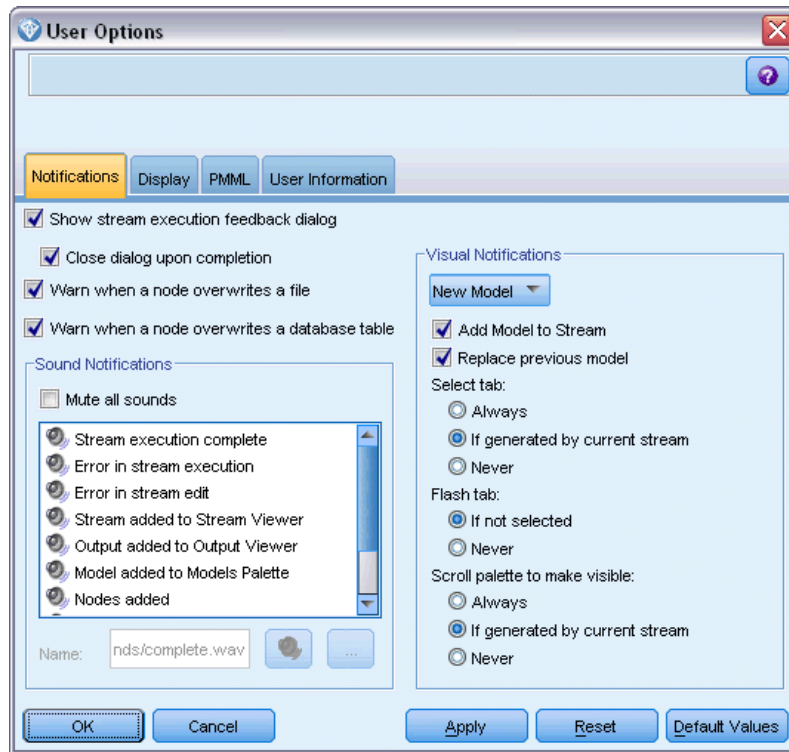 User Options
Notifications
Display
PMML
User Information
Show stream execution feedback dialog
Close dialog upon completion
Warn when a node overwrites a file
Warn when a node overwrites a database table
Sound Notifications
Mute all sounds
Stream execution complete
Error in stream execution
Error in stream edit
Stream added to Stream Viewer
Output added to Output Viewer
Model added to Models Palette
Nodes added
Name:
nds/complete.wav
...
Visual Notifications
New Model
Add Model to Stream
Replace previous model
Select tab:
Always
If generated by current stream
Never
Flash tab:
If not selected
Never
Scroll palette to make visible:
Always
If generated by current stream
Never
OK
Cancel
Apply
Reset
Default Values